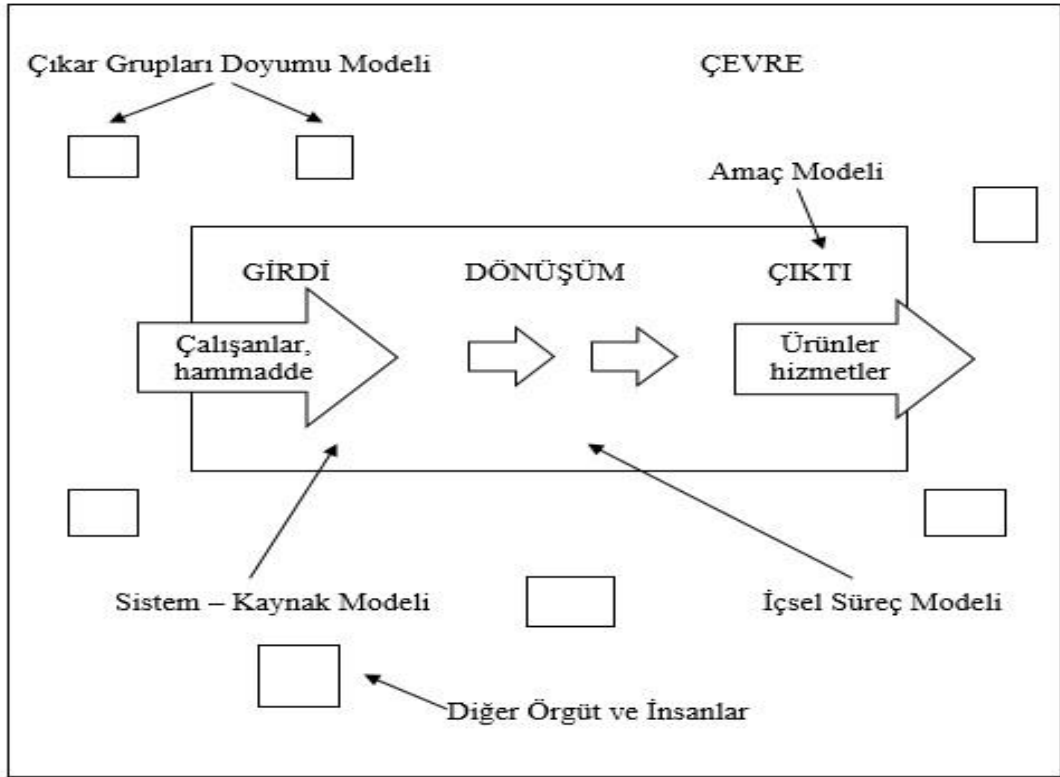 Çıkar Grupları Doyumu Modeli
ÇEVRE
Amaç Modeli
GİRDİ
DÖNÜŞÜM
ÇIKTI
Çalışanlar,
hammadde
Ürünler
hizmetler
Sistem – Kaynak Modeli
İçsel Süreç Modeli
Diğer Örgüt ve İnsanlar